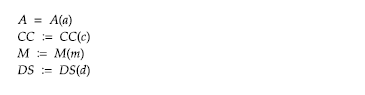 A = A(a)
CC := CC(c)
M := M(m)
DS := DS(d)